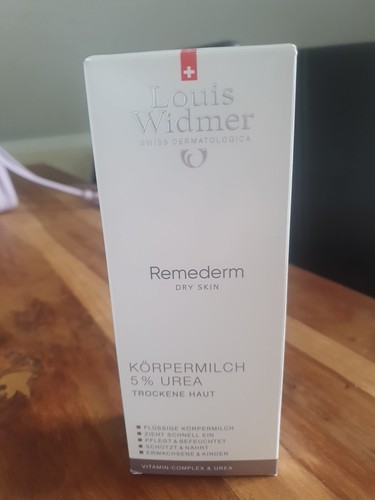 Louis
Widmer
SWISS DERMATOLOGICA
Remederm
DRY SKIN
KÖRPERMILCH
5% UREA
TROCKENE HAUT
FLÜSSIGE KÖRPERMILCH
ZIEHT SCHNELL EIN
PFLEGT & BEFEUCHTET
SCHÜTZT & NÄHRT
ERWACHSENE & KINDER
VITAMIN-COMPLEX & UREA